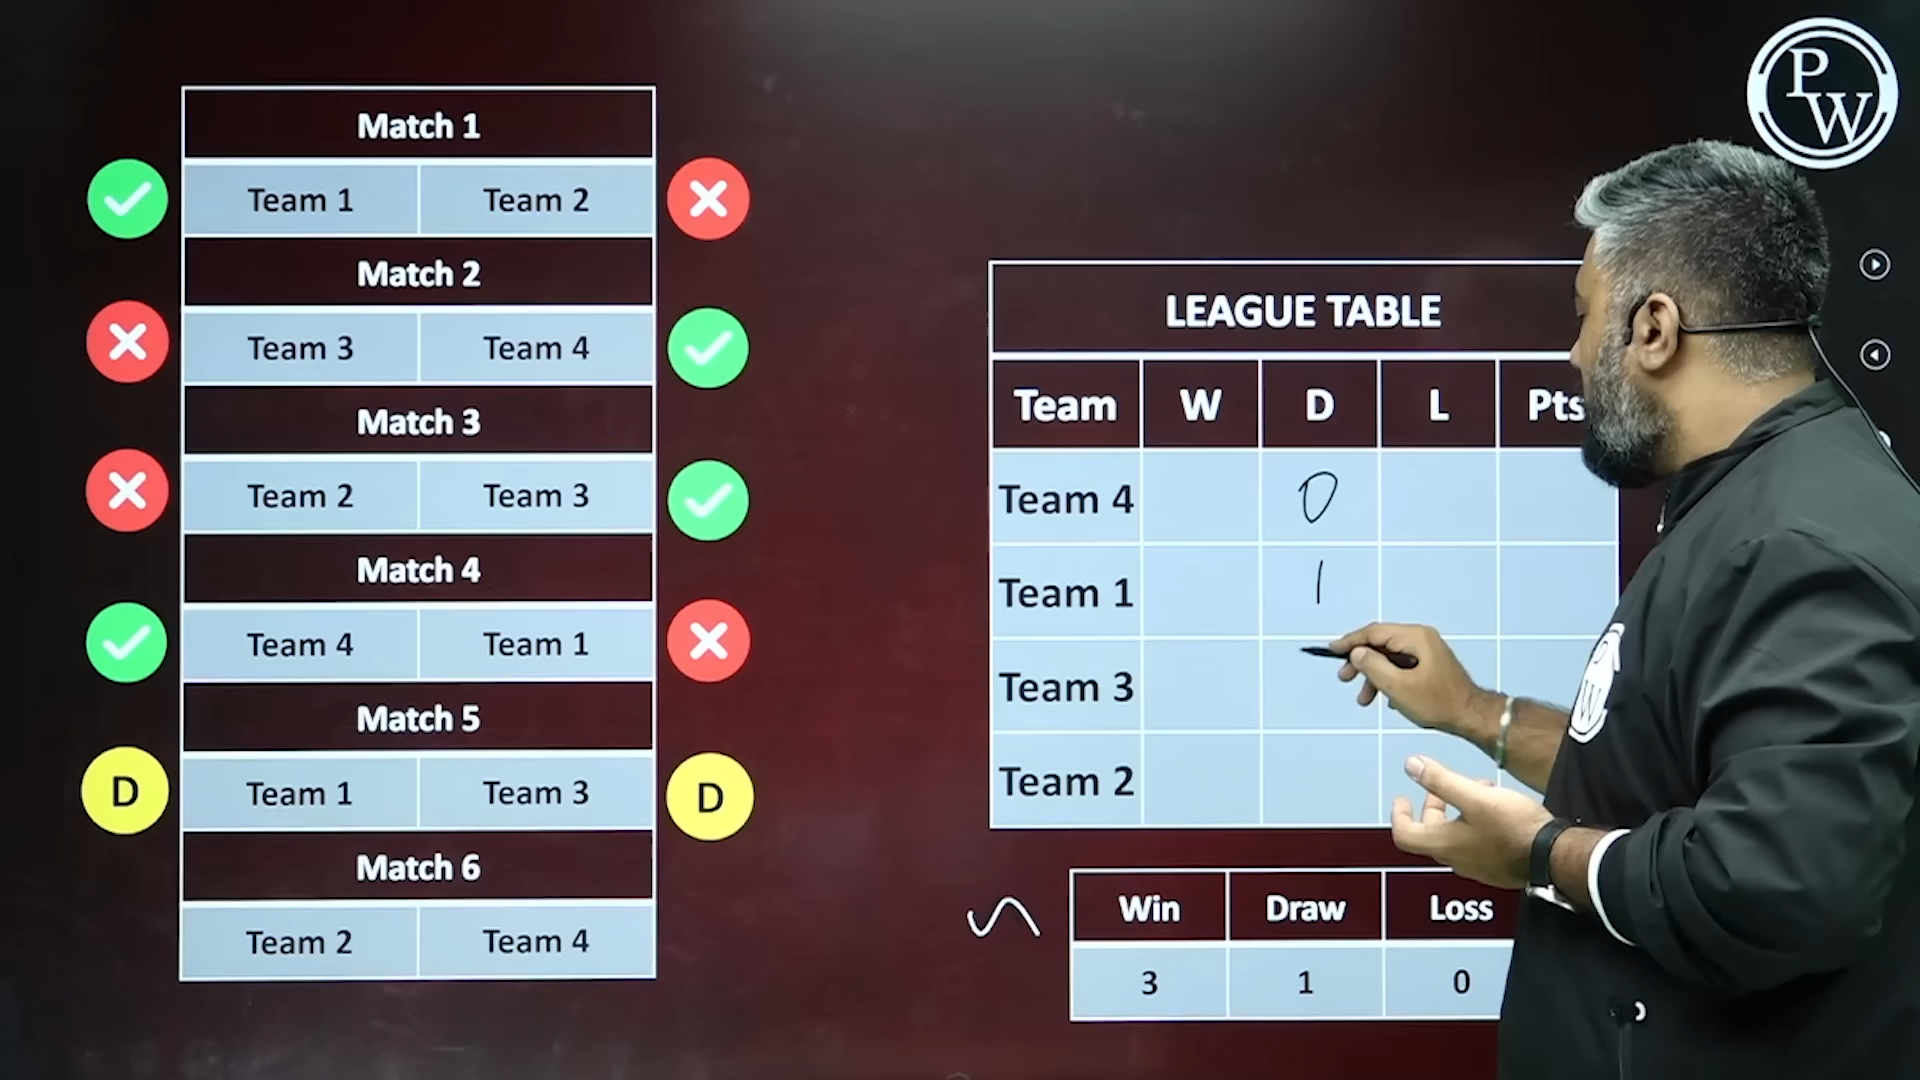 PW
Match 1
Team 1 Team 2
Match 2
Team 3 Team 4
Match 3
Team 2 Team 3
Match 4
Team 4 Team 1
Match 5
D Team 1 Team 3 D
Match 6
Team 2 Team 4
LEAGUE TABLE
Team W D L Pts
Team 4 0
Team 1 1
Team 3
Team 2
Win Draw Loss
3 1 0
W